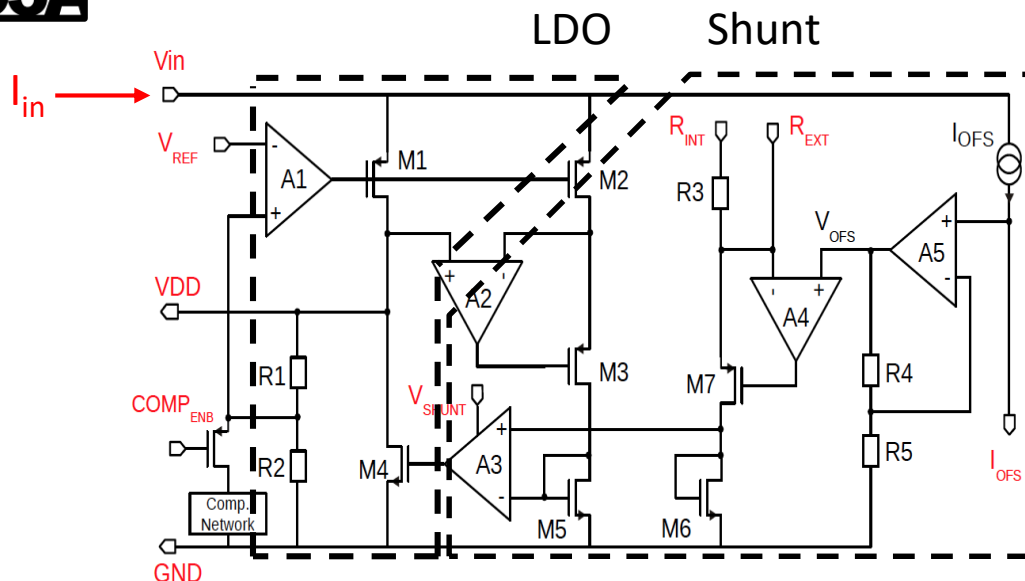 LDO Shunt
Vin
Iin
VREF
-
A1
+
M1
M2
RINT
REXT
IOFS
R3
VOFS
+
A5
-
+
-
A2
-
+
A4
VDD
R1
M3
M7
R4
COMPENB
VSHUNT
+
A3
-
R2
M4
R5
IOFS
Comp.
Network
M5
M6
GND